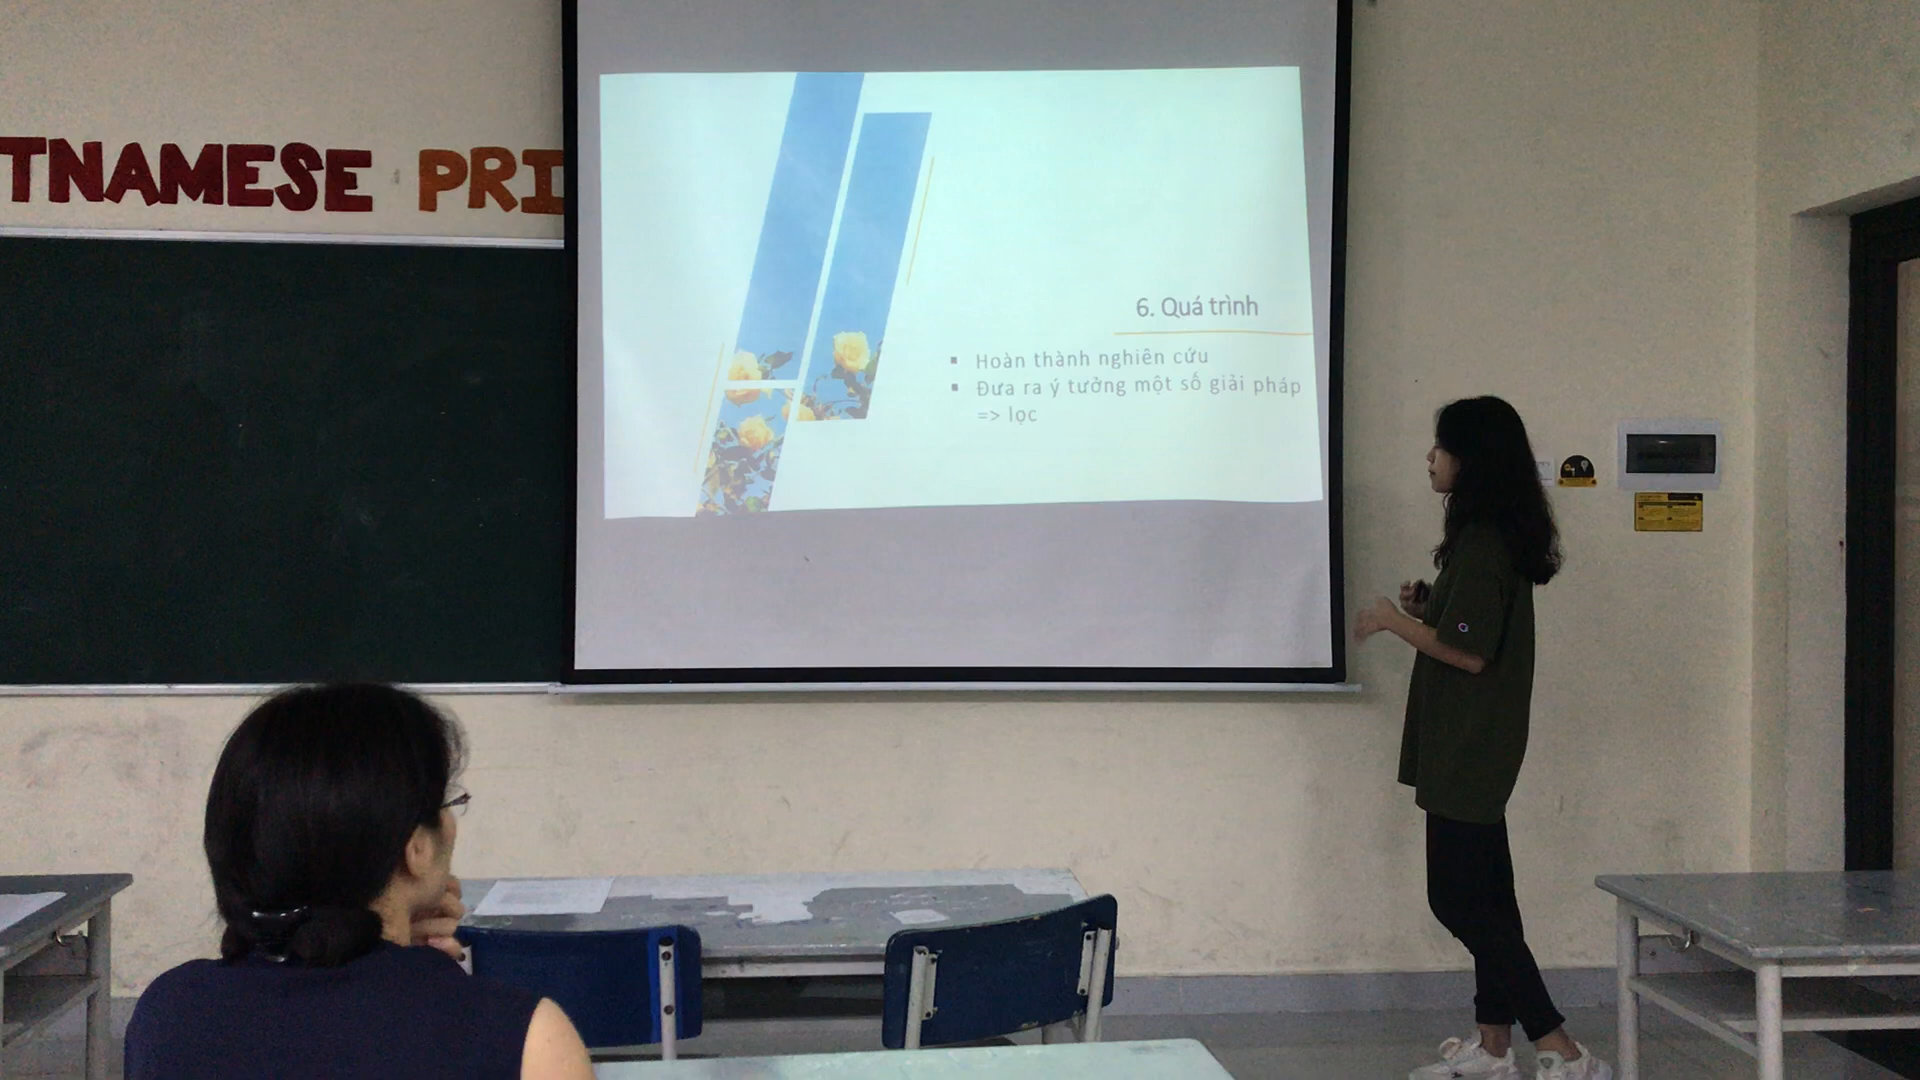 TNAMESE PRI
6. Quá trình
▪ Hoàn thành nghiên cứu
▪ Đưa ra ý tưởng một số giải pháp
=> lọc